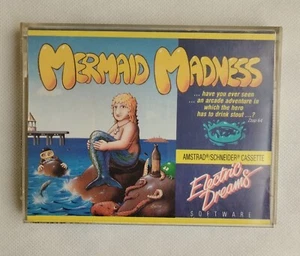 MERMAID MADNESS
... have you ever seen
... an arcade adventure in
which the hero
has to drink stout ...?
AMSTRAD®/SCHNEIDER® CASSETTE
Electric
Dreams
SOFTWARE